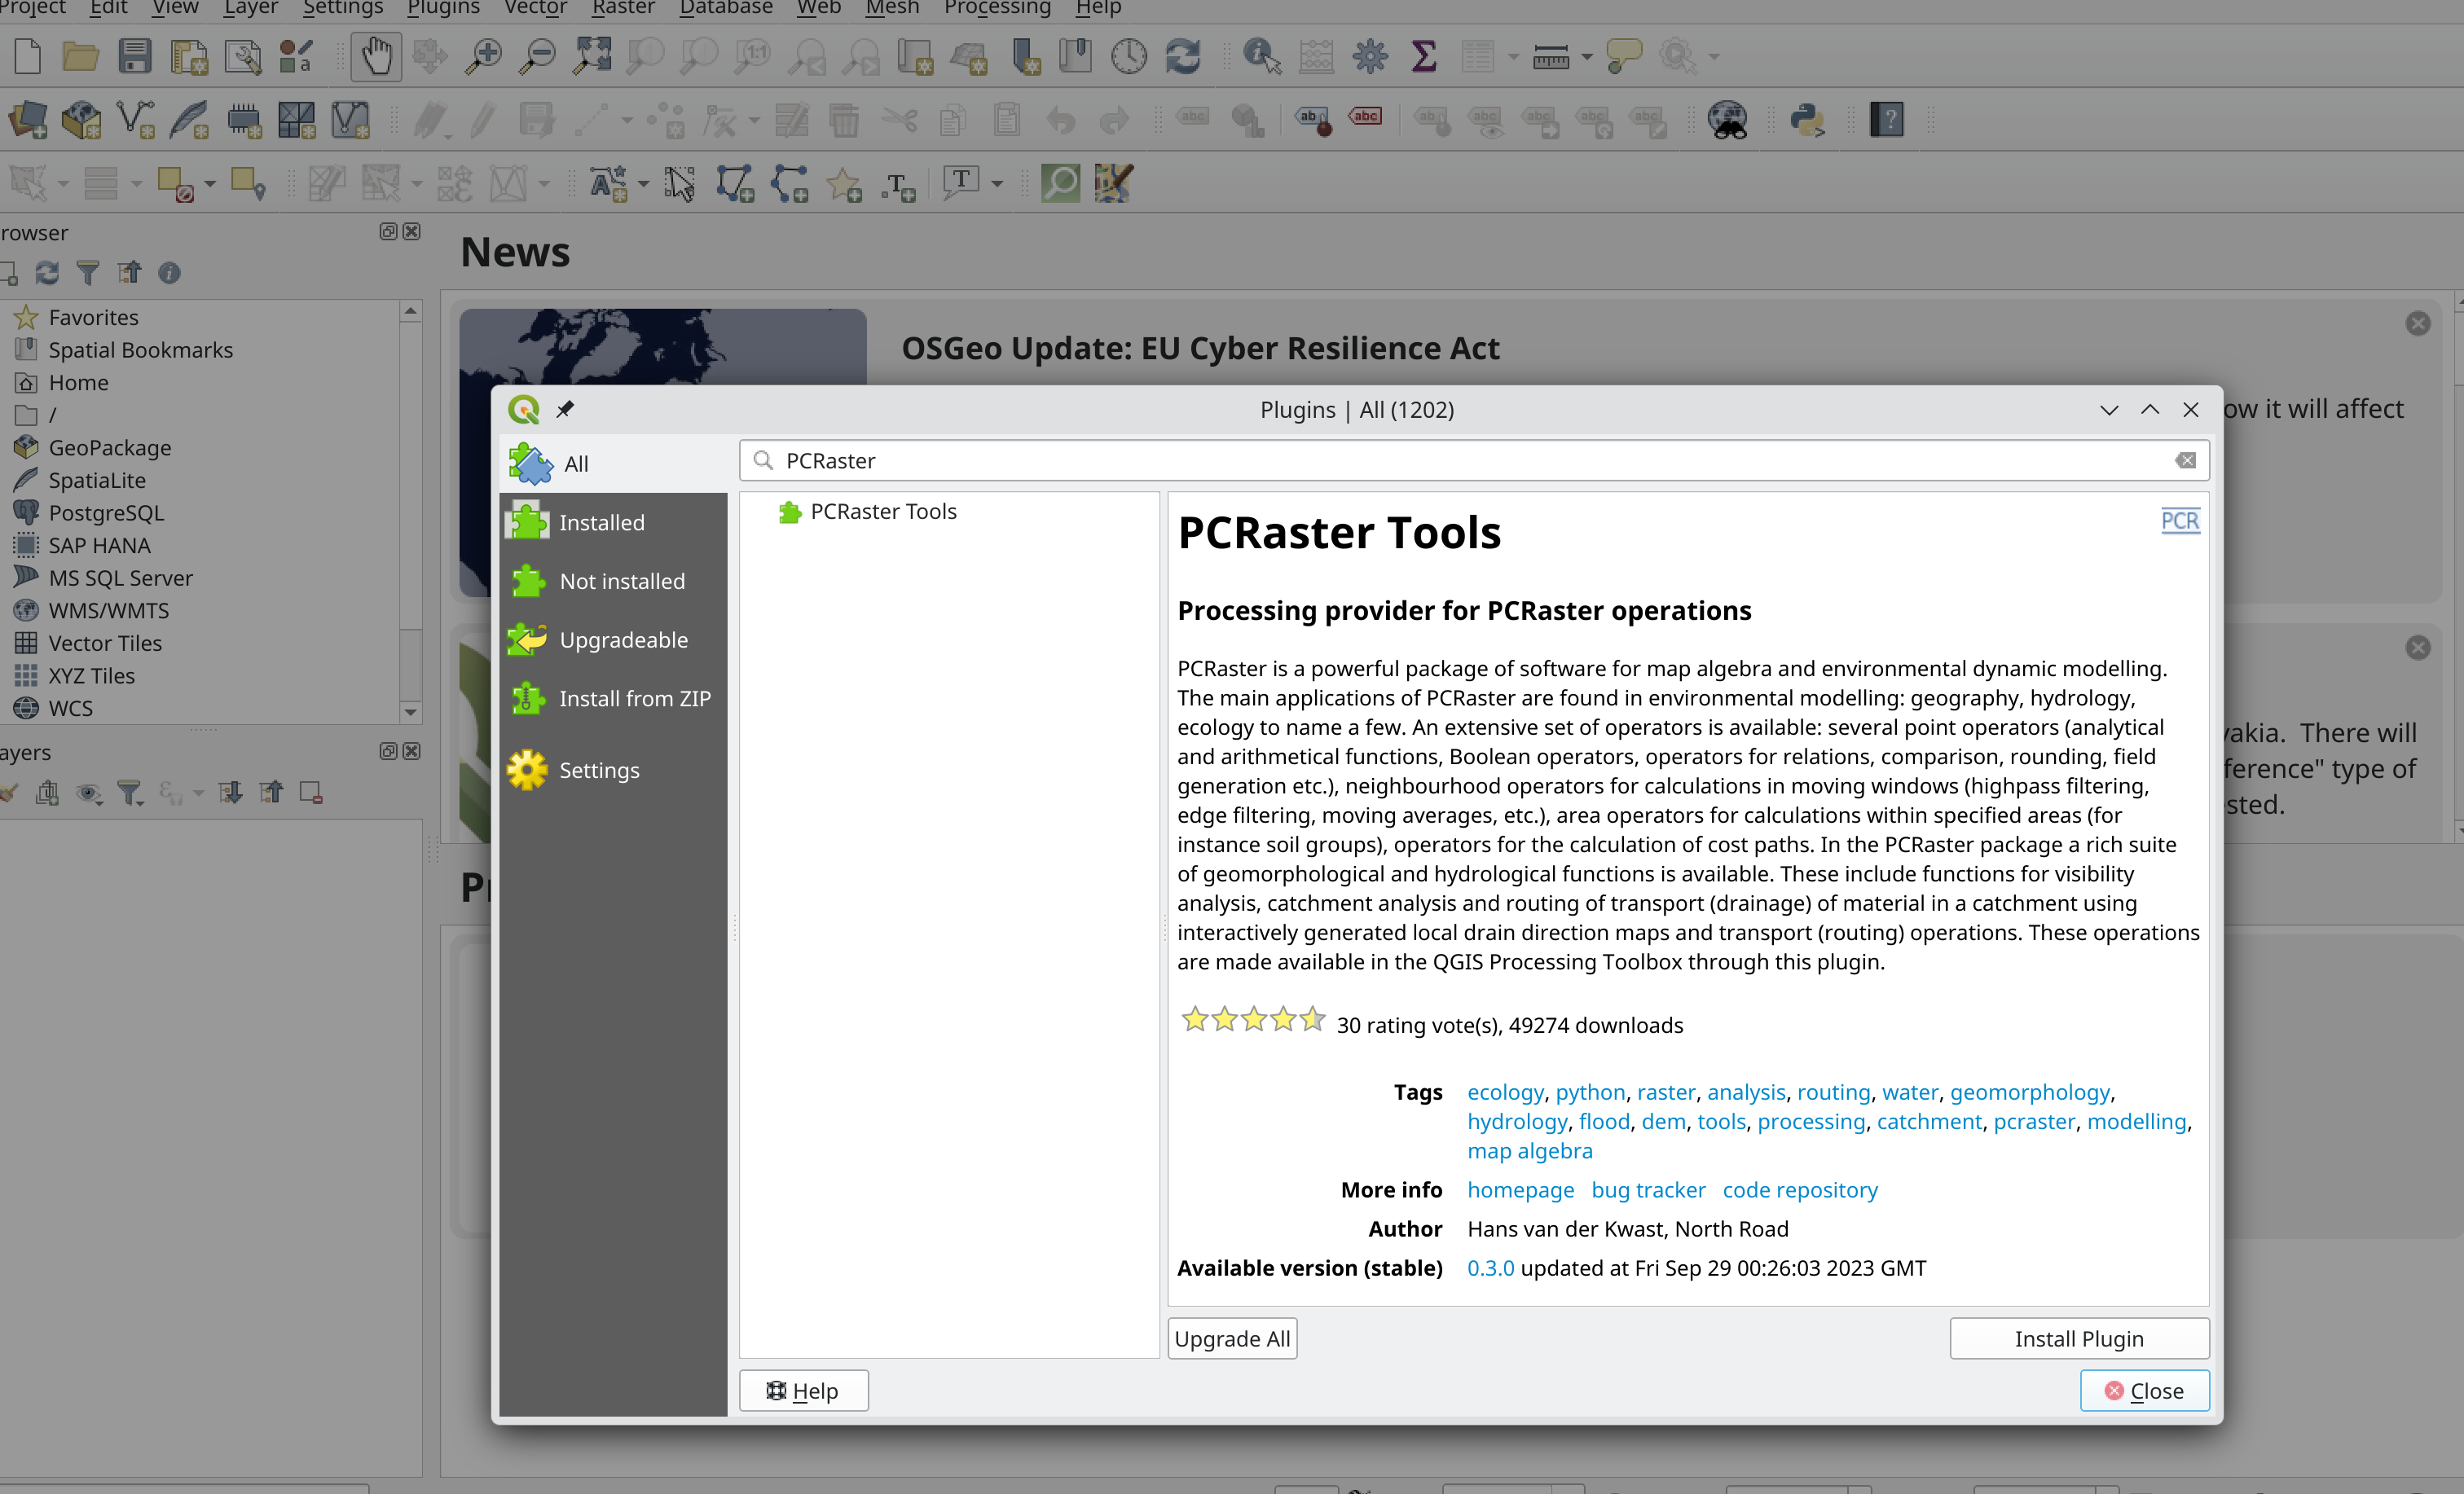 Project Edit View Layer Settings Plugins Vector Raster Database Web Mesh Processing Help
rowser
Favorites
Spatial Bookmarks
Home
/
GeoPackage
SpatiaLite
PostgreSQL
SAP HANA
MS SQL Server
WMS/WMTS
Vector Tiles
XYZ Tiles
WCS
ayers
News
OSGeo Update: EU Cyber Resilience Act
ow it will affect
vakia. There will
ference" type of
sted.
Plugins | All (1202)
All
Installed
Not installed
Upgradeable
Install from ZIP
Settings
PCRaster
PCRaster Tools
PCRaster Tools
PCR
Processing provider for PCRaster operations
PCRaster is a powerful package of software for map algebra and environmental dynamic modelling.
The main applications of PCRaster are found in environmental modelling: geography, hydrology,
ecology to name a few. An extensive set of operators is available: several point operators (analytical
and arithmetical functions, Boolean operators, operators for relations, comparison, rounding, field
generation etc.), neighbourhood operators for calculations in moving windows (highpass filtering,
edge filtering, moving averages, etc.), area operators for calculations within specified areas (for
instance soil groups), operators for the calculation of cost paths. In the PCRaster package a rich suite
of geomorphological and hydrological functions is available. These include functions for visibility
analysis, catchment analysis and routing of transport (drainage) of material in a catchment using
interactively generated local drain direction maps and transport (routing) operations. These operations
are made available in the QGIS Processing Toolbox through this plugin.
30 rating vote(s), 49274 downloads
Tags ecology, python, raster, analysis, routing, water, geomorphology,
hydrology, flood, dem, tools, processing, catchment, pcraster, modelling,
map algebra
More info homepage bug tracker code repository
Author Hans van der Kwast, North Road
Available version (stable) 0.3.0 updated at Fri Sep 29 00:26:03 2023 GMT
Upgrade All
Install Plugin
Help
Close